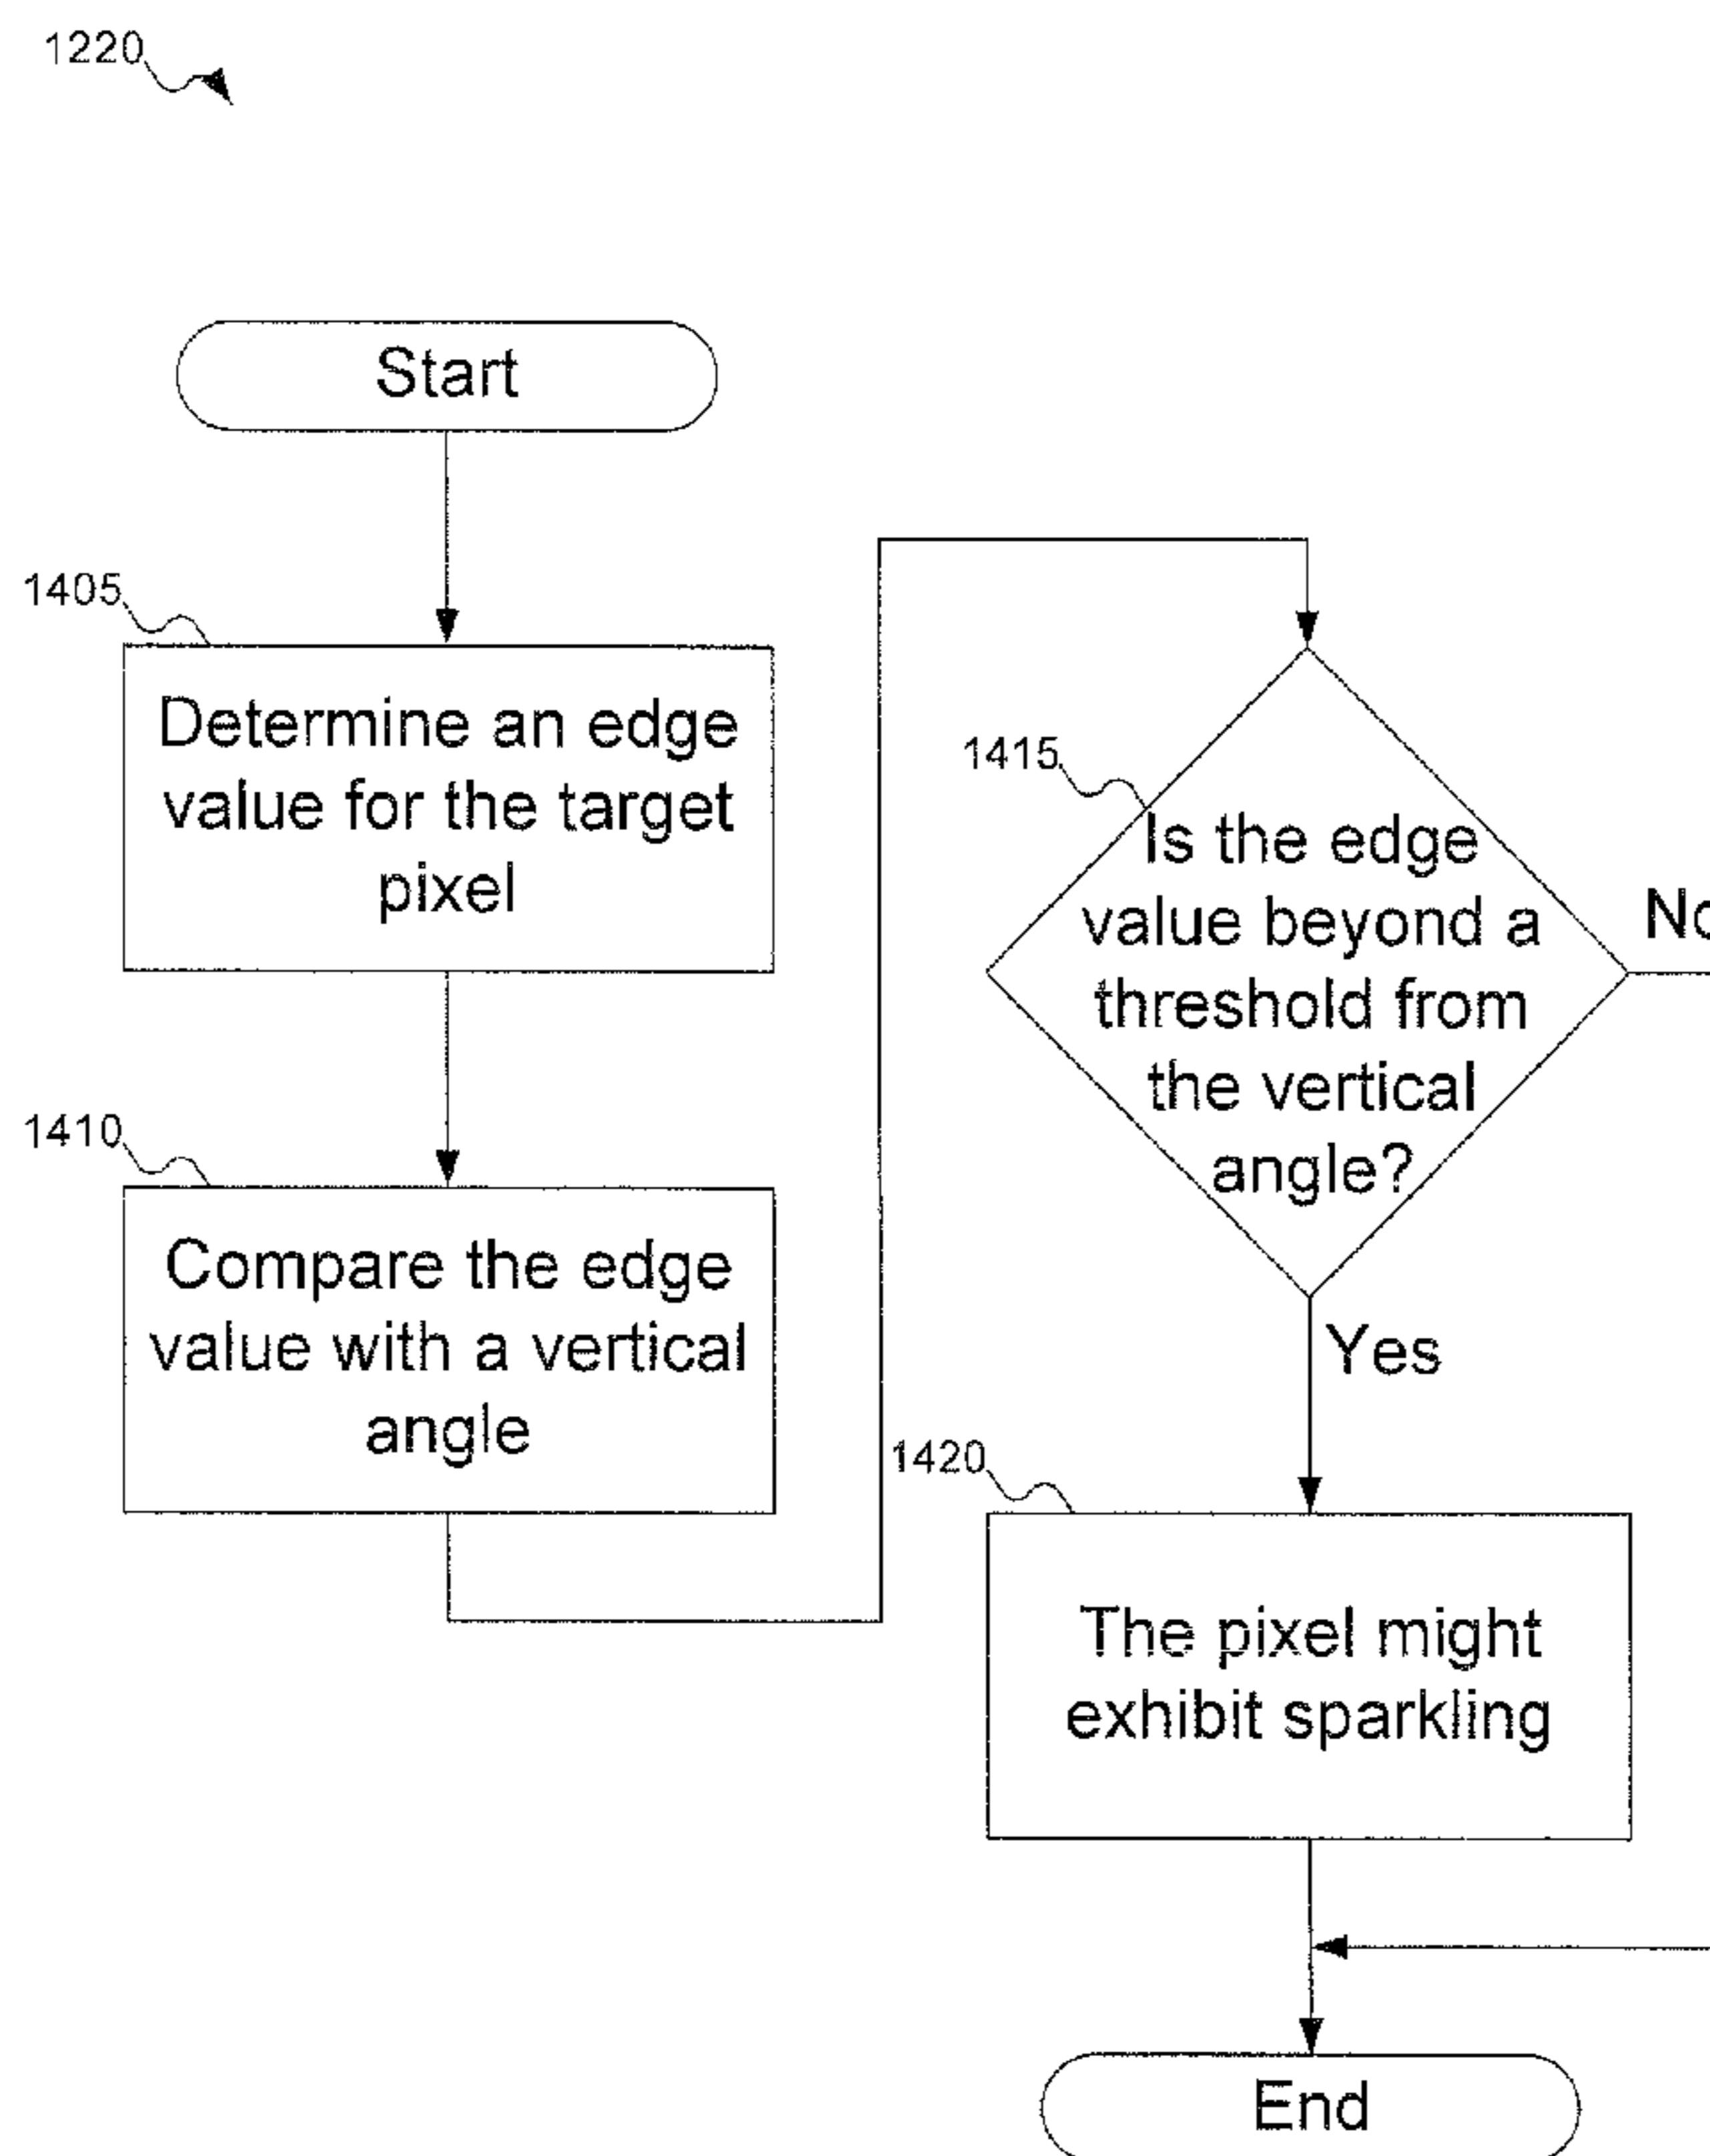 1220
Start
1405
Determine an edge
value for the target
pixel
1410
Compare the edge
value with a vertical
angle
1415
Is the edge
value beyond a
threshold from
the vertical
angle?
No
Yes
1420
The pixel might
exhibit sparkling
End